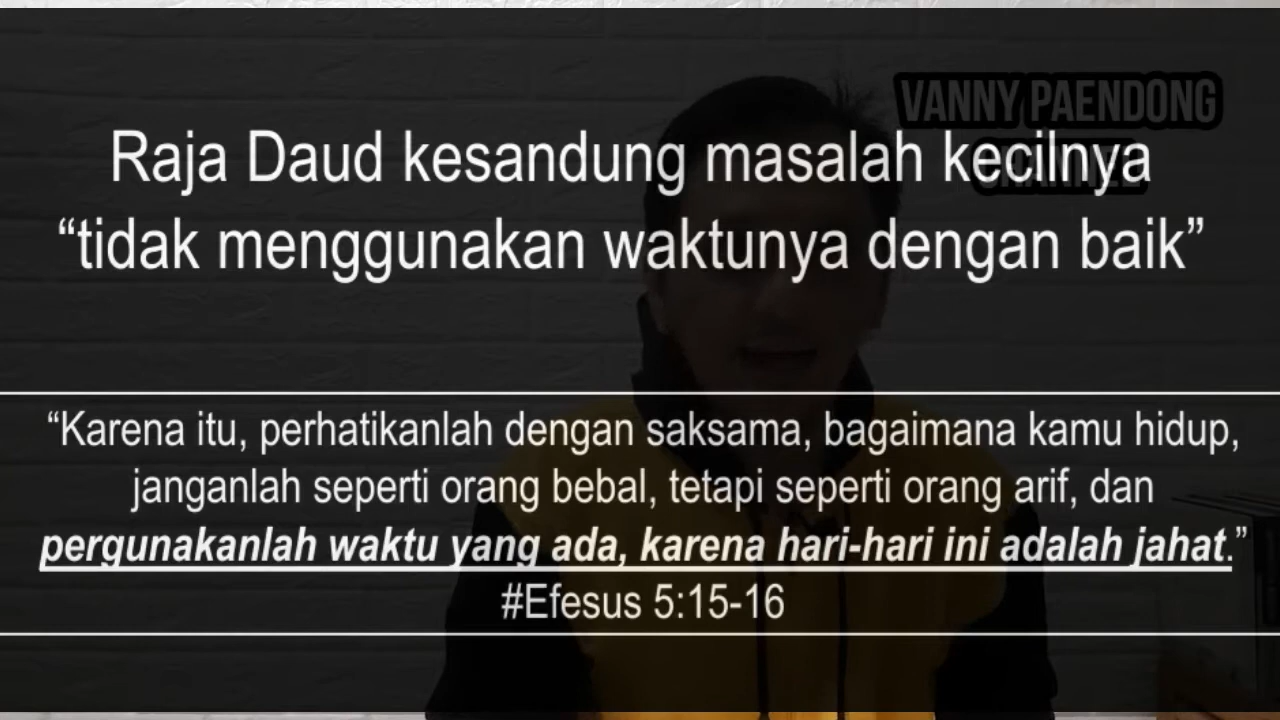 VANNY PAENDONG
CHANNEL
Raja Daud kesandung masalah kecilnya
“tidak menggunakan waktunya dengan baik”
“Karena itu, perhatikanlah dengan saksama, bagaimana kamu hidup,
janganlah seperti orang bebal, tetapi seperti orang arif, dan
pergunakanlah waktu yang ada, karena hari-hari ini adalah jahat.”
#Efesus 5:15-16